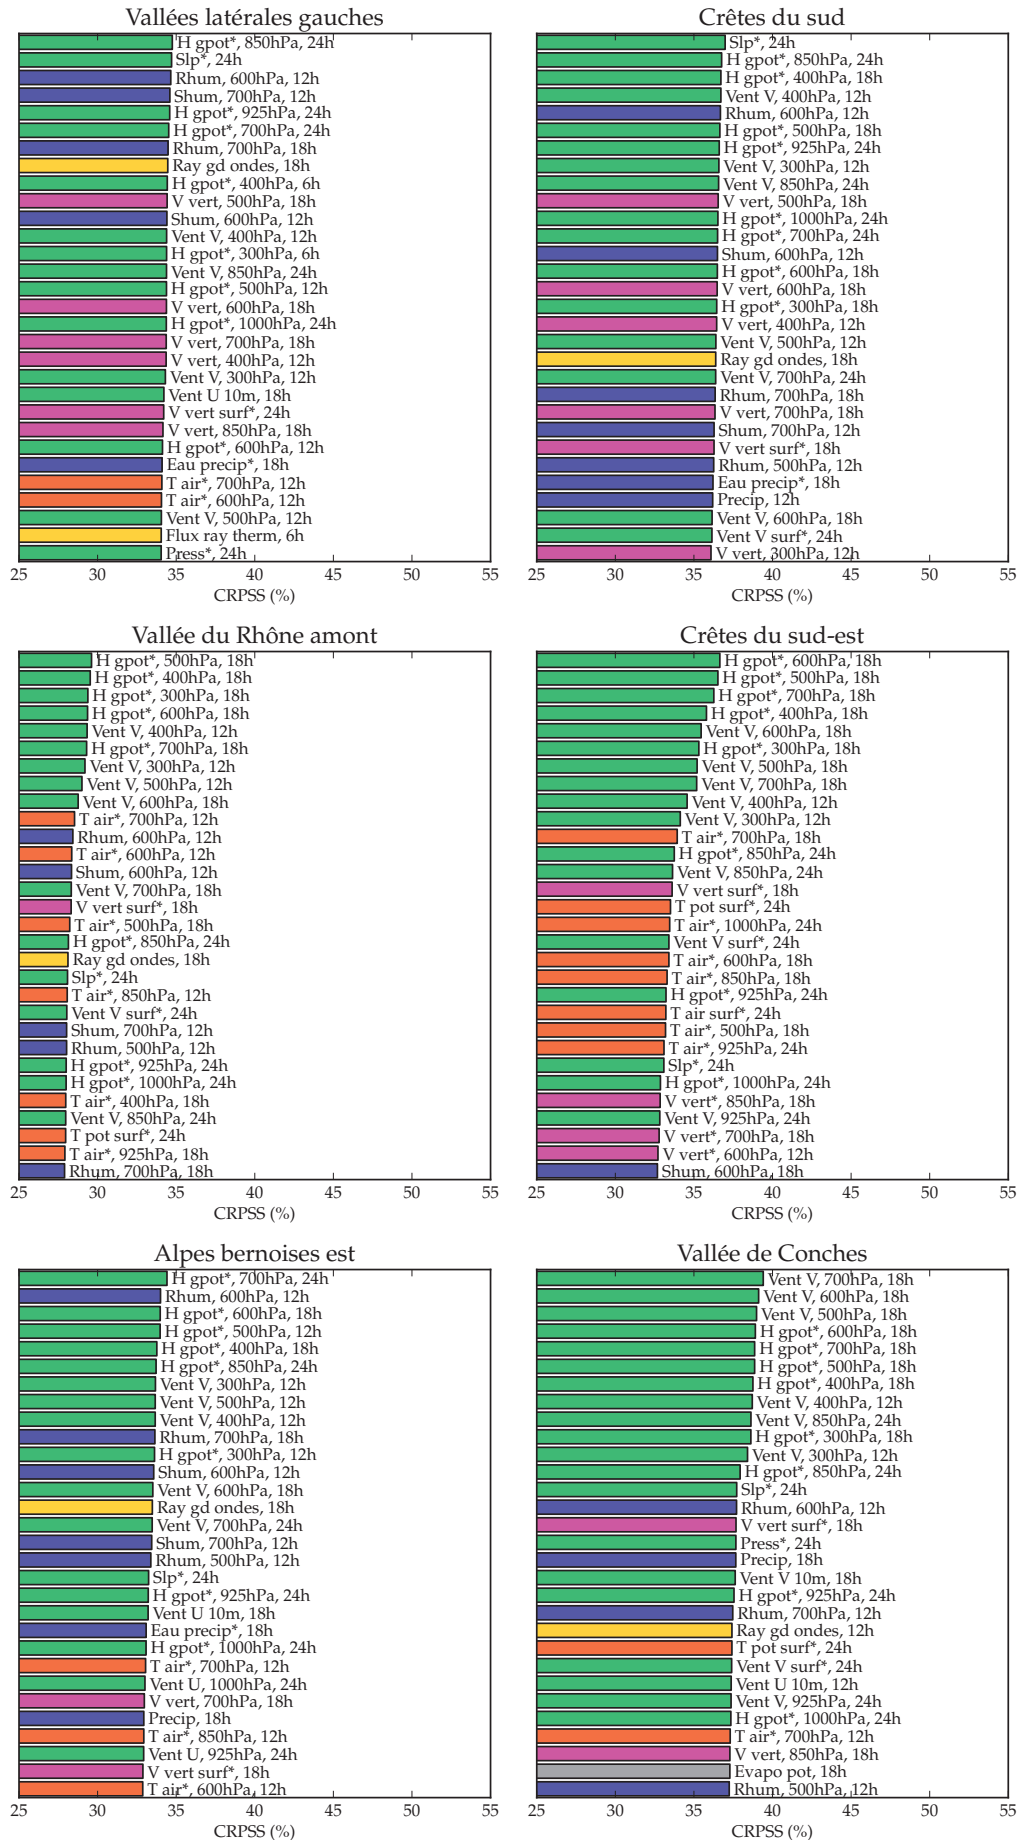 Vallées latérales gauches
H gpot*, 850hPa, 24h
Slp*, 24h
Rhum, 600hPa, 12h
Shum, 700hPa, 12h
H gpot*, 925hPa, 24h
H gpot*, 700hPa, 24h
Rhum, 700hPa, 18h
Ray gd ondes, 18h
H gpot*, 400hPa, 6h
V vert, 500hPa, 18h
Shum, 600hPa, 12h
Vent V, 400hPa, 12h
H gpot*, 300hPa, 6h
Vent V, 850hPa, 24h
H gpot*, 500hPa, 12h
V vert, 600hPa, 18h
H gpot*, 1000hPa, 24h
V vert, 700hPa, 18h
V vert, 400hPa, 12h
Vent V, 300hPa, 12h
Vent U 10m, 18h
V vert surf*, 24h
V vert, 850hPa, 18h
H gpot*, 600hPa, 12h
Eau precip*, 18h
T air*, 700hPa, 12h
T air*, 600hPa, 12h
Vent V, 500hPa, 12h
Flux ray therm, 6h
Press*, 24h
25 30 35 40 45 50 55
CRPSS (%)
Crêtes du sud
Slp*, 24h
H gpot*, 850hPa, 24h
H gpot*, 400hPa, 18h
Vent V, 400hPa, 12h
Rhum, 600hPa, 12h
H gpot*, 500hPa, 18h
H gpot*, 925hPa, 24h
Vent V, 300hPa, 12h
Vent V, 850hPa, 24h
V vert, 500hPa, 18h
H gpot*, 1000hPa, 24h
H gpot*, 700hPa, 24h
Shum, 600hPa, 12h
H gpot*, 600hPa, 18h
V vert, 600hPa, 18h
H gpot*, 300hPa, 18h
V vert, 400hPa, 12h
Vent V, 500hPa, 12h
Ray gd ondes, 18h
Vent V, 700hPa, 24h
Rhum, 700hPa, 18h
V vert, 700hPa, 18h
Shum, 700hPa, 12h
V vert surf*, 18h
Rhum, 500hPa, 12h
Eau precip*, 18h
Precip, 12h
Vent V, 600hPa, 18h
Vent V surf*, 24h
V vert, 300hPa, 12h
25 30 35 40 45 50 55
CRPSS (%)
Vallée du Rhône amont
H gpot*, 500hPa, 18h
H gpot*, 400hPa, 18h
H gpot*, 300hPa, 18h
H gpot*, 600hPa, 18h
Vent V, 400hPa, 12h
H gpot*, 700hPa, 18h
Vent V, 300hPa, 12h
Vent V, 500hPa, 12h
Vent V, 600hPa, 18h
T air*, 700hPa, 12h
Rhum, 600hPa, 12h
T air*, 600hPa, 12h
Shum, 600hPa, 12h
Vent V, 700hPa, 18h
V vert surf*, 18h
T air*, 500hPa, 18h
H gpot*, 850hPa, 24h
Ray gd ondes, 18h
Slp*, 24h
T air*, 850hPa, 12h
Vent V surf*, 24h
Shum, 700hPa, 12h
Rhum, 500hPa, 12h
H gpot*, 925hPa, 24h
H gpot*, 1000hPa, 24h
T air*, 400hPa, 18h
Vent V, 850hPa, 24h
T pot surf*, 24h
T air*, 925hPa, 18h
Rhum, 700hPa, 18h
25 30 35 40 45 50 55
CRPSS (%)
Crêtes du sud-est
H gpot*, 600hPa, 18h
H gpot*, 500hPa, 18h
H gpot*, 700hPa, 18h
H gpot*, 400hPa, 18h
Vent V, 600hPa, 18h
H gpot*, 300hPa, 18h
Vent V, 500hPa, 18h
Vent V, 700hPa, 18h
Vent V, 400hPa, 12h
Vent V, 300hPa, 12h
T air*, 700hPa, 18h
H gpot*, 850hPa, 24h
Vent V, 850hPa, 24h
V vert surf*, 18h
T pot surf*, 24h
T air*, 1000hPa, 24h
Vent V surf*, 24h
T air*, 600hPa, 18h
T air*, 850hPa, 18h
H gpot*, 925hPa, 24h
T air surf*, 24h
T air*, 500hPa, 18h
T air*, 925hPa, 24h
Slp*, 24h
H gpot*, 1000hPa, 24h
V vert*, 850hPa, 18h
Vent V, 925hPa, 24h
V vert*, 700hPa, 18h
V vert*, 600hPa, 12h
Shum, 600hPa, 18h
25 30 35 40 45 50 55
CRPSS (%)
Alpes bernoises est
H gpot*, 700hPa, 24h
Rhum, 600hPa, 12h
H gpot*, 600hPa, 18h
H gpot*, 500hPa, 12h
H gpot*, 400hPa, 18h
H gpot*, 850hPa, 24h
Vent V, 300hPa, 12h
Vent V, 500hPa, 12h
Vent V, 400hPa, 12h
Rhum, 700hPa, 18h
H gpot*, 300hPa, 12h
Shum, 600hPa, 12h
Vent V, 600hPa, 18h
Ray gd ondes, 18h
Vent V, 700hPa, 24h
Shum, 700hPa, 12h
Rhum, 500hPa, 12h
Slp*, 24h
H gpot*, 925hPa, 24h
Vent U 10m, 18h
Eau precip*, 18h
H gpot*, 1000hPa, 24h
T air*, 700hPa, 12h
Vent U, 1000hPa, 24h
V vert, 700hPa, 18h
Precip, 18h
T air*, 850hPa, 12h
Vent U, 925hPa, 24h
V vert surf*, 18h
T air*, 600hPa, 12h
25 30 35 40 45 50 55
CRPSS (%)
Vallée de Conches
Vent V, 700hPa, 18h
Vent V, 600hPa, 18h
Vent V, 500hPa, 18h
H gpot*, 600hPa, 18h
H gpot*, 700hPa, 18h
H gpot*, 500hPa, 18h
H gpot*, 400hPa, 18h
Vent V, 400hPa, 12h
Vent V, 850hPa, 24h
H gpot*, 300hPa, 18h
Vent V, 300hPa, 12h
H gpot*, 850hPa, 24h
Slp*, 24h
Rhum, 600hPa, 12h
V vert surf*, 18h
Press*, 24h
Precip, 18h
Vent V 10m, 18h
H gpot*, 925hPa, 24h
Rhum, 700hPa, 12h
Ray gd ondes, 12h
T pot surf*, 24h
Vent V surf*, 24h
Vent U 10m, 12h
Vent V, 925hPa, 24h
H gpot*, 1000hPa, 24h
T air*, 700hPa, 12h
V vert, 850hPa, 18h
Evapo pot, 18h
Rhum, 500hPa, 12h
25 30 35 40 45 50 55
CRPSS (%)